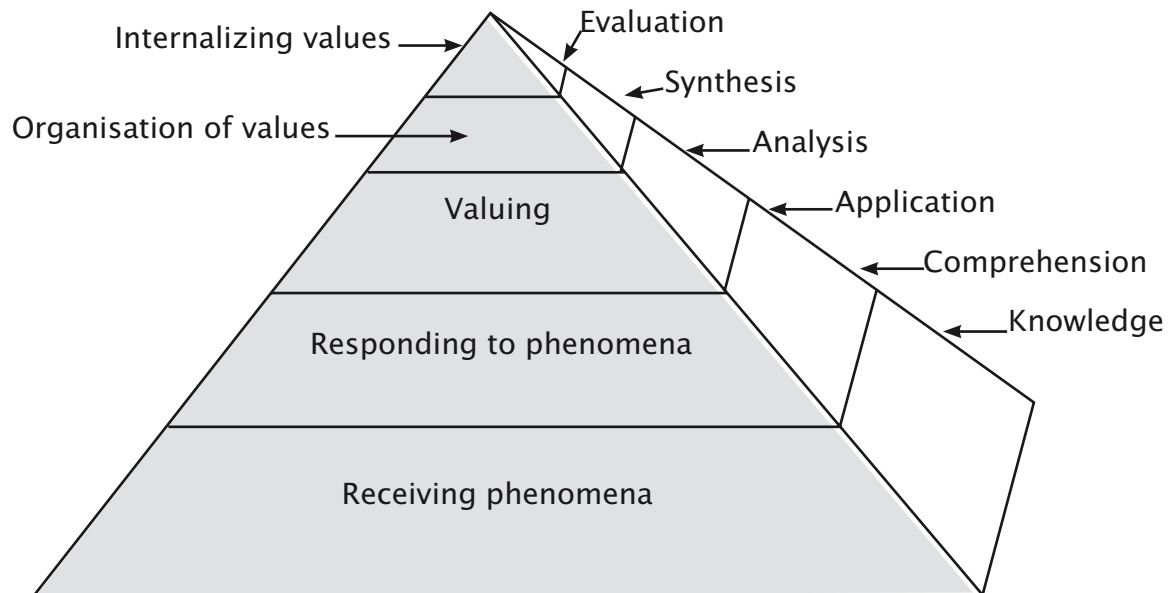 Internalizing values
Evaluation
Synthesis
Organisation of values
Analysis
Valuing
Application
Comprehension
Knowledge
Responding to phenomena
Receiving phenomena